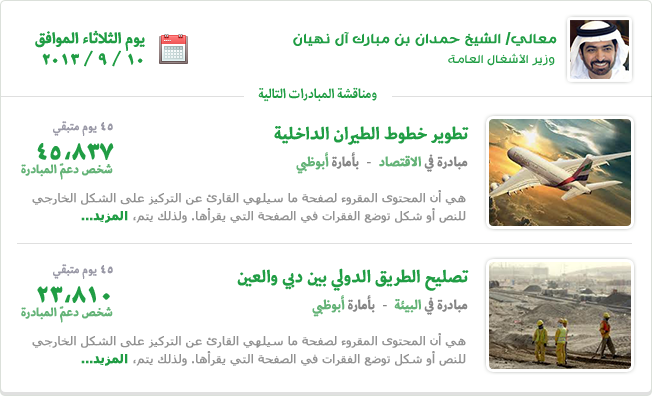 معالي/ الشيخ حمدان بن مبارك آل نهيان
وزير الأشغال العامة
يوم الثلاثاء الموافق
١٠ / ٩ / ٢٠١٣
ومناقشة المبادرات التالية
تطوير خطوط الطيران الداخلية
مبادرة في الاقتصاد - بأمارة أبوظبي
٤٥ يوم متبقي
٤٥،٨٣٧
شخص دعمّ المبادرة
هي أن المحتوى المقروء لصفحة ما سيلهي القارئ عن التركيز على الشكل الخارجي
للنص أو شكل توضع الفقرات في الصفحة التي يقرأها. ولذلك يتم، المزيد...
تصليح الطريق الدولي بين دبي والعين
مبادرة في البيئة - بأمارة أبوظبي
٤٥ يوم متبقي
٢٣،٨١٠
شخص دعمّ المبادرة
هي أن المحتوى المقروء لصفحة ما سيلهي القارئ عن التركيز على الشكل الخارجي
للنص أو شكل توضع الفقرات في الصفحة التي يقرأها. ولذلك يتم، المزيد...